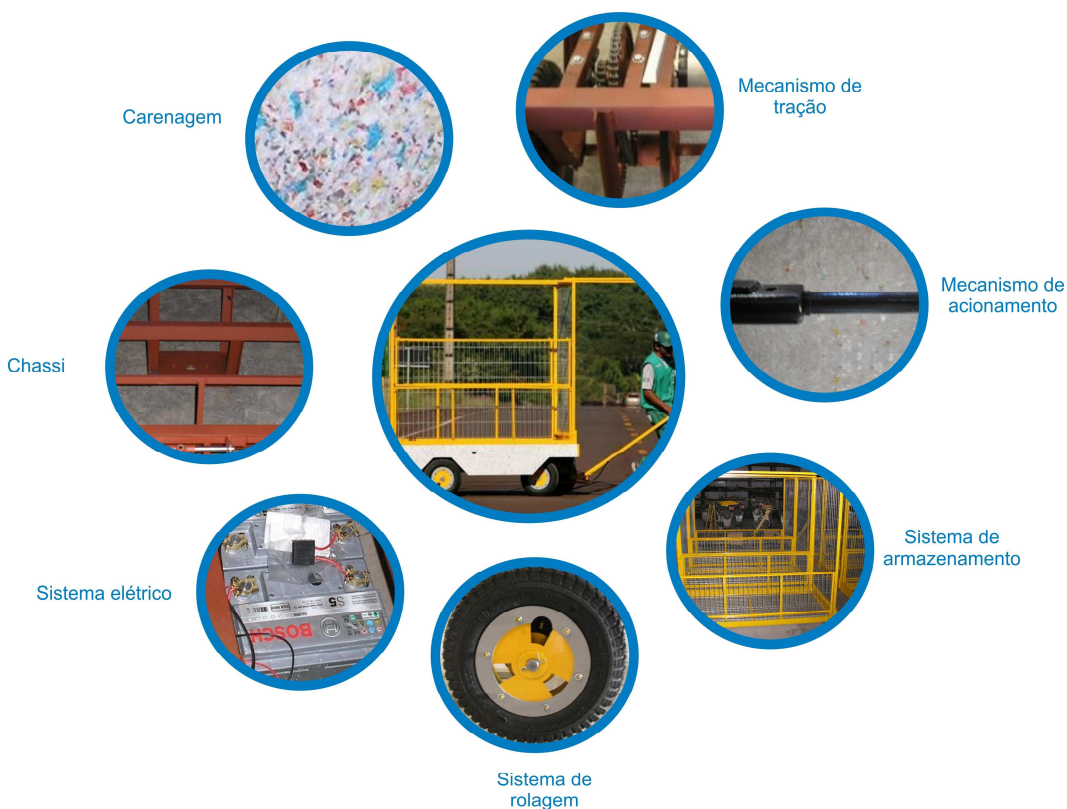 Carenagem
Mecanismo de
tração
Mecanismo de
acionamento
Chassi
Sistema de
armazenamento
Sistema elétrico
S5
BOSCH
Sistema de
rolagem